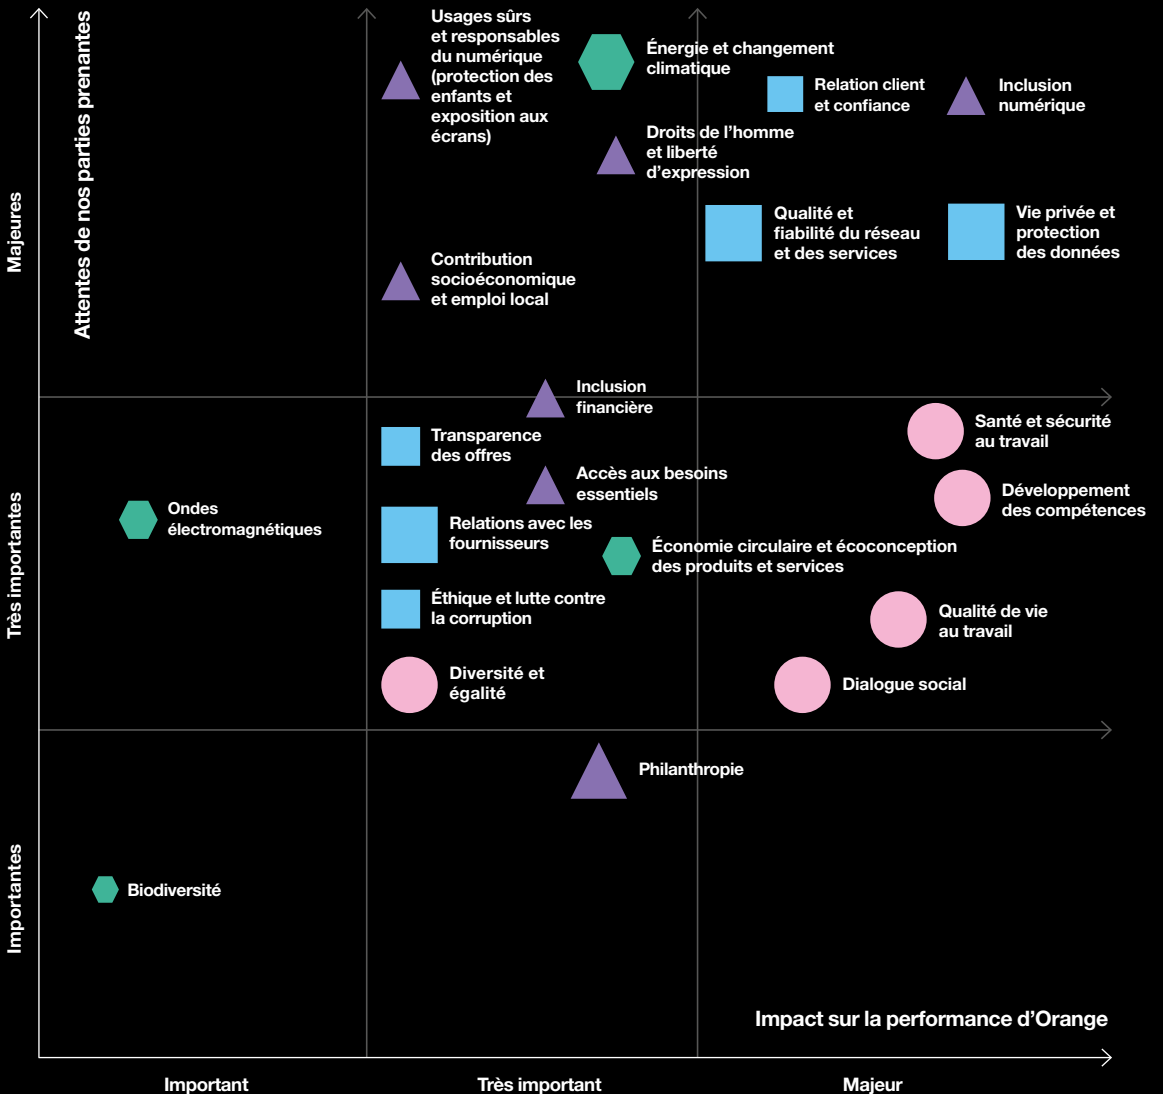 Attentes de nos parties prenantes
Majeures
Très importantes
Importantes
Usages sûrs
et responsables
du numérique
(protection des
enfants et
exposition aux
écrans)
Énergie et changement
climatique
Relation client
et confiance
Inclusion
numérique
Droits de l’homme
et liberté
d’expression
Qualité et
fiabilité du réseau
et des services
Vie privée et
protection
des données
Contribution
socioéconomique
et emploi local
Inclusion
financière
Santé et sécurité
au travail
Transparence
des offres
Accès aux besoins
essentiels
Développement
des compétences
Ondes
électromagnétiques
Relations avec les
fournisseurs
Économie circulaire et écoconception
des produits et services
Éthique et lutte contre
la corruption
Qualité de vie
au travail
Diversité et
égalité
Dialogue social
Philanthropie
Biodiversité
Impact sur la performance d’Orange
Important
Très important
Majeur